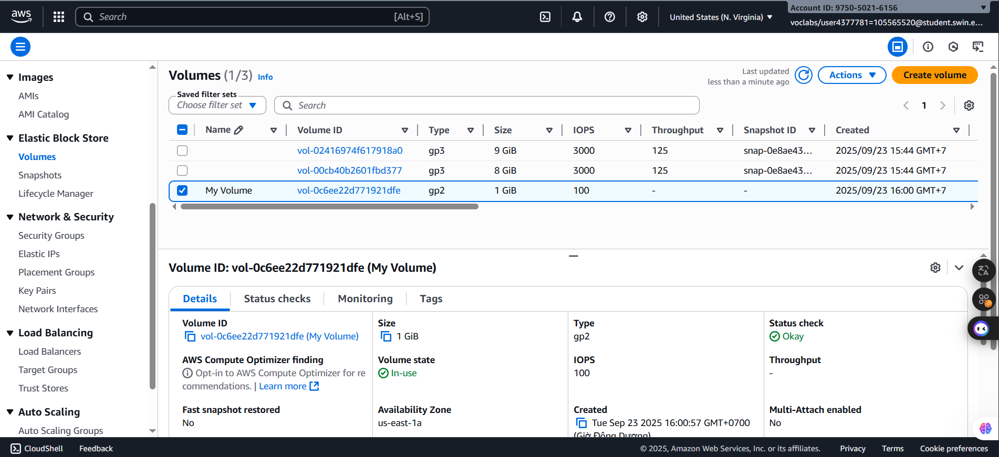 aws
Search [Alt+S]
United States (N. Virginia)
Account ID: 9750-5021-6156
voclabs/user4377781=105565520@student.swin.e...
Images
AMIs
AMI Catalog
Elastic Block Store
Volumes
Snapshots
Lifecycle Manager
Network & Security
Security Groups
Elastic IPs
Placement Groups
Key Pairs
Network Interfaces
Load Balancing
Load Balancers
Target Groups
Trust Stores
Auto Scaling
Auto Scaling Groups
Volumes (1/3) Info
Last updated
less than a minute ago
Actions
Create volume
Saved filter sets
Choose filter set
Search
1
Name Volume ID Type Size IOPS Throughput Snapshot ID Created
vol-02416974f617918a0 gp3 9 GiB 3000 125 snap-0e8ae43... 2025/09/23 15:44 GMT+7
vol-00cb40b2601fbd377 gp3 8 GiB 3000 125 snap-0e8ae43... 2025/09/23 15:44 GMT+7
My Volume vol-0c6ee22d771921dfe gp2 1 GiB 100 - - 2025/09/23 16:00 GMT+7
Volume ID: vol-0c6ee22d771921dfe (My Volume)
Details Status checks Monitoring Tags
Volume ID
vol-0c6ee22d771921dfe (My Volume)
Size
1 GiB
Type
gp2
Status check
Okay
AWS Compute Optimizer finding
Opt-in to AWS Compute Optimizer for re
commendations. | Learn more
Volume state
In-use
IOPS
100
Throughput
-
Fast snapshot restored
No
Availability Zone
us-east-1a
Created
Tue Sep 23 2025 16:00:57 GMT+0700
(Giờ Đông Dương)
Multi-Attach enabled
No
CloudShell Feedback
© 2025, Amazon Web Services, Inc. or its affiliates. Privacy Terms Cookie preferences